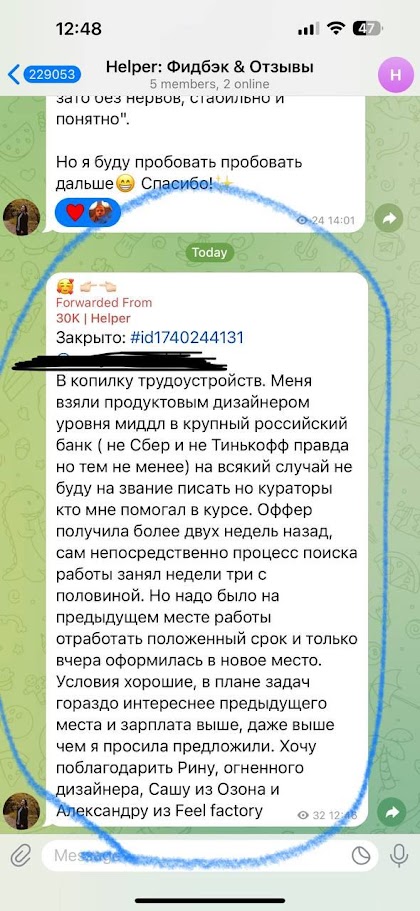 12:48
47
229053
Helper: Фидбэк & Отзывы
5 members, 2 online
H
зато без нервов, стабильно и
понятно".
Но я буду пробовать пробовать
дальше😁 Спасибо!✨
24 14:01
Today
🥰 👉🏻👈🏻
Forwarded From
30K | Helper
Закрыто: #id1740244131
В копилку трудоустройств. Меня
взяли продуктовым дизайнером
уровня миддл в крупный российский
банк ( не Сбер и не Тинькофф правда
но тем не менее) на всякий случай не
буду на звание писать но кураторы
кто мне помогал в курсе. Оффер
получила более двух недель назад,
сам непосредственно процесс поиска
работы занял недели три с
половиной. Но надо было на
предыдущем месте работы
отработать положенный срок и только
вчера оформилась в новое место.
Условия хорошие, в плане задач
гораздо интереснее предыдущего
места и зарплата выше, даже выше
чем я просила предложили. Хочу
поблагодарить Рину, огненного
дизайнера, Сашу из Озона и
Александру из Feel factory
32 12:48
Message